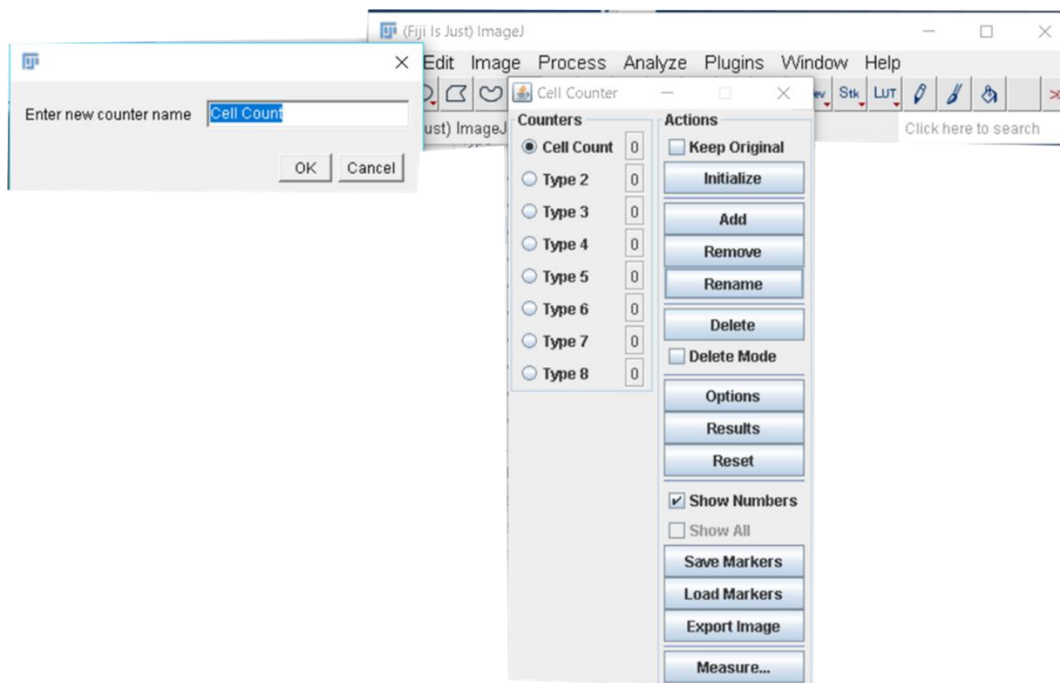 (Fiji Is Just) ImageJ
Edit Image Process Analyze Plugins Window Help
Stk LUT
ust) ImageJ
Click here to search
Enter new counter name Cell Count
OK Cancel
Cell Counter
Counters
Cell Count 0
Type 2 0
Type 3 0
Type 4 0
Type 5 0
Type 6 0
Type 7 0
Type 8 0
Actions
Keep Original
Initialize
Add
Remove
Rename
Delete
Delete Mode
Options
Results
Reset
Show Numbers
Show All
Save Markers
Load Markers
Export Image
Measure...